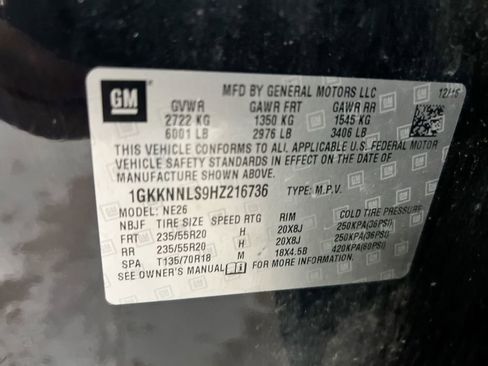 GM
MFD BY GENERAL MOTORS LLC 12/16
GVWR GAWR FRT GAWR RR
2722 KG 1350 KG 1545 KG
6001 LB 2976 LB 3406 LB
THIS VEHICLE CONFORMS TO ALL APPLICABLE U.S. FEDERAL MOTOR
VEHICLE SAFETY STANDARDS IN EFFECT ON THE DATE OF
MANUFACTURE SHOWN ABOVE.
1GKKNNLS9HZ216736 TYPE: M.P.V.
MODEL: NE26
NBJF TIRE SIZE SPEED RTG RIM COLD TIRE PRESSURE
FRT 235/55R20 H 20X8J 250KPA(36PSI)
RR 235/55R20 H 20X8J 250KPA(36PSI)
SPA T135/70R18 M 18X4.5B 420KPA(60PSI)
SEE OWNER'S MANUAL FOR MORE INFORMATION.